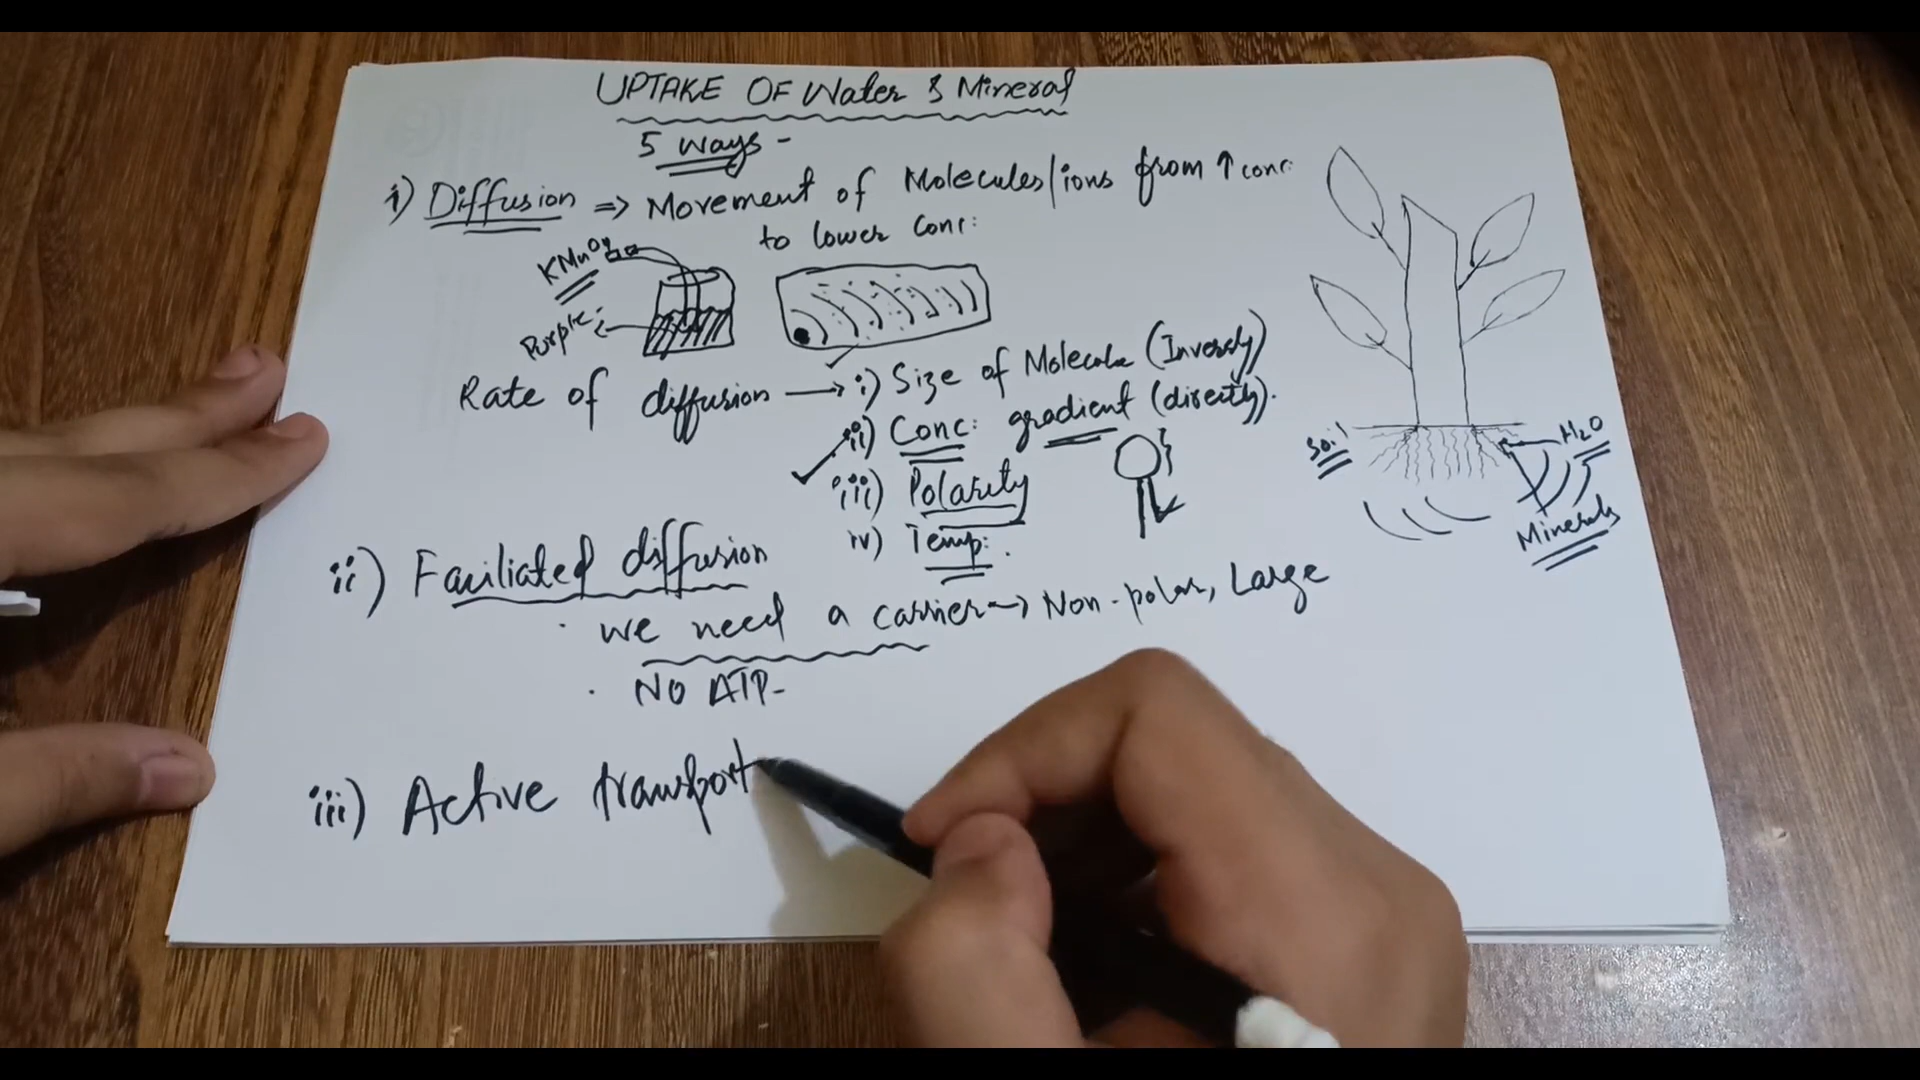 UPTAKE OF Water & Mineral
5 ways -
i) Diffusion => Movement of Molecules/ions from ↑ conc:
to lower conc:
KMnO4
Purple
Rate of diffusion → i) Size of Molecule (Inversly)
ii) Conc: gradient (directly).
iii) Polarity
iv) Temp:
Soil
H2O
Minerals
ii) Faciliated diffusion
· we need a carrier → Non-polar, Large
· NO ATP-
iii) Active transport